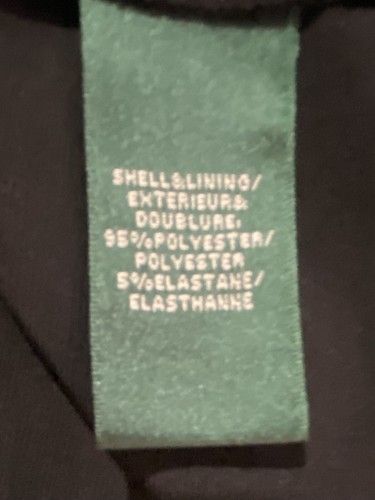 SHELL&LINING/
EXTERIEUR&
DOUBLURE:
95%POLYESTER/
POLYESTER
5%ELASTANE/
ELASTHANNE